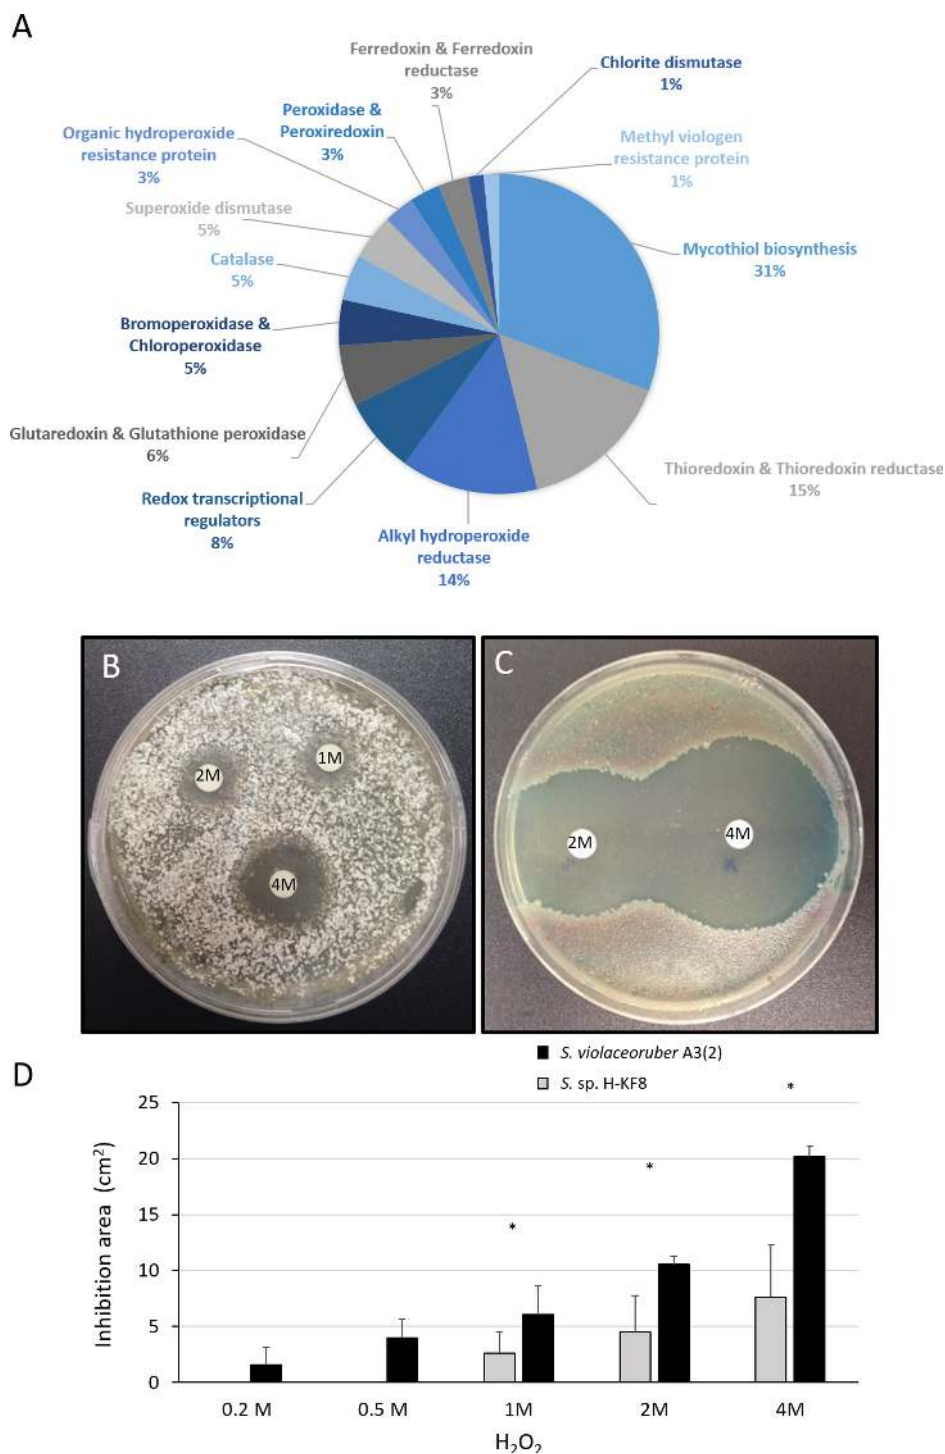 A
Ferredoxin & Ferredoxin
reductase
3%
Chlorite dismutase
1%
Peroxidase &
Peroxiredoxin
3%
Methyl viologen
resistance protein
1%
Organic hydroperoxide
resistance protein
3%
Superoxide dismutase
5%
Mycothiol biosynthesis
31%
Catalase
5%
Bromoperoxidase &
Chloroperoxidase
5%
Glutaredoxin & Glutathione peroxidase
6%
Thioredoxin & Thioredoxin reductase
15%
Redox transcriptional
regulators
8%
Alkyl hydroperoxide
reductase
14%
B
2M
1M
4M
C
2M
4M
D
S. violaceoruber A3(2)
S. sp. H-KF8
Inhibition area (cm²)
25
20
15
10
5
0
*
*
*
0.2 M
0.5 M
1M
2M
4M
H₂O₂